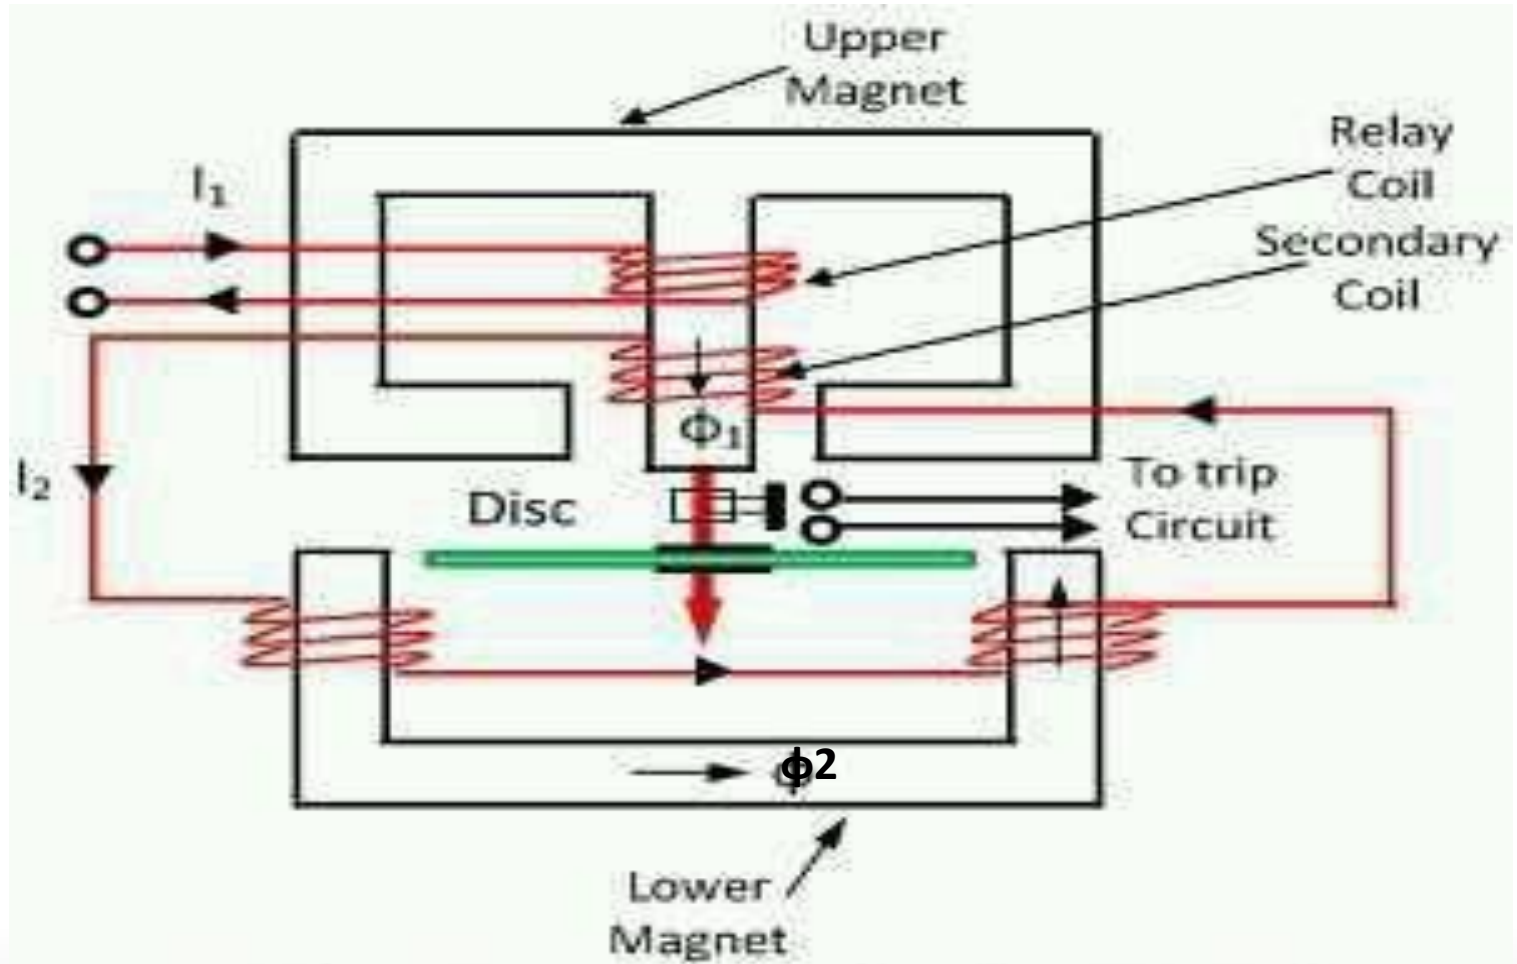 Upper
Magnet
Relay
Coil
Secondary
Coil
I₁
Φ₁
I₂
Disc
To trip
Circuit
ϕ2
Lower
Magnet